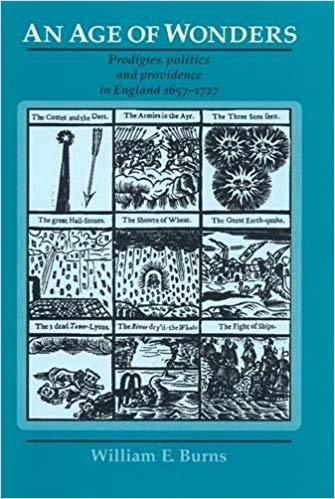 AN AGE OF WONDERS
Prodigies, politics
and providence
in England 1657–1727
The Comet and the Dart.
The Armies in the Ayr.
The Three Suns seen.
The great Hail-Stones.
The Showre of Wheat.
The Great Earth-quake.
The 2 dead Tower-Lyons.
The River dry'd: the Whale
The Fight of Ships.
William E. Burns